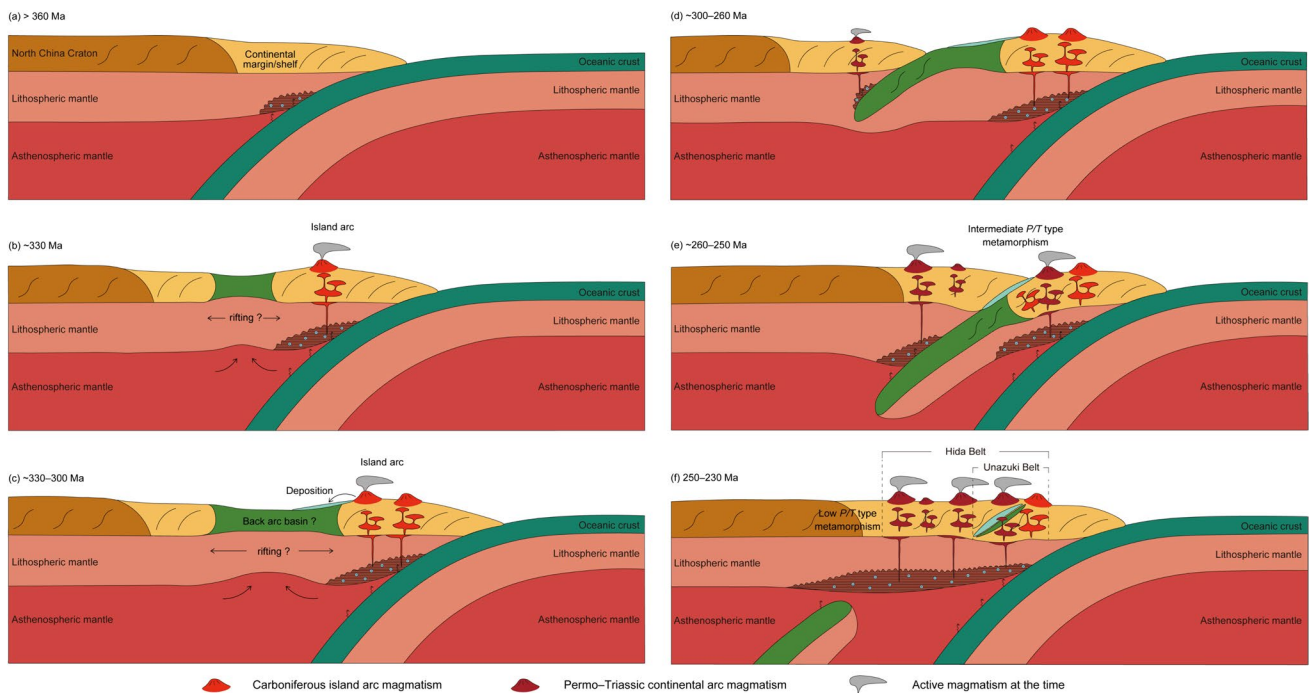 (a) > 360 Ma
North China Craton
Continental
margin/shelf
Oceanic crust
Lithospheric mantle
Lithospheric mantle
Asthenospheric mantle
Asthenospheric mantle
(b) ~330 Ma
Island arc
Oceanic crust
Lithospheric mantle
← rifting ? →
Lithospheric mantle
Asthenospheric mantle
Asthenospheric mantle
(c) ~330–300 Ma
Island arc
Deposition
Back arc basin ?
Oceanic crust
Lithospheric mantle
← rifting ? →
Lithospheric mantle
Asthenospheric mantle
Asthenospheric mantle
(d) ~300–260 Ma
Oceanic crust
Lithospheric mantle
Lithospheric mantle
Asthenospheric mantle
Asthenospheric mantle
(e) ~260–250 Ma
Intermediate P/T type
metamorphism
Oceanic crust
Lithospheric mantle
Lithospheric mantle
Asthenospheric mantle
Asthenospheric mantle
(f) 250–230 Ma
Hida Belt
Unazuki Belt
Low P/T type
metamorphism
Oceanic crust
Lithospheric mantle
Lithospheric mantle
Asthenospheric mantle
Asthenospheric mantle
Carboniferous island arc magmatism
Permo–Triassic continental arc magmatism
Active magmatism at the time